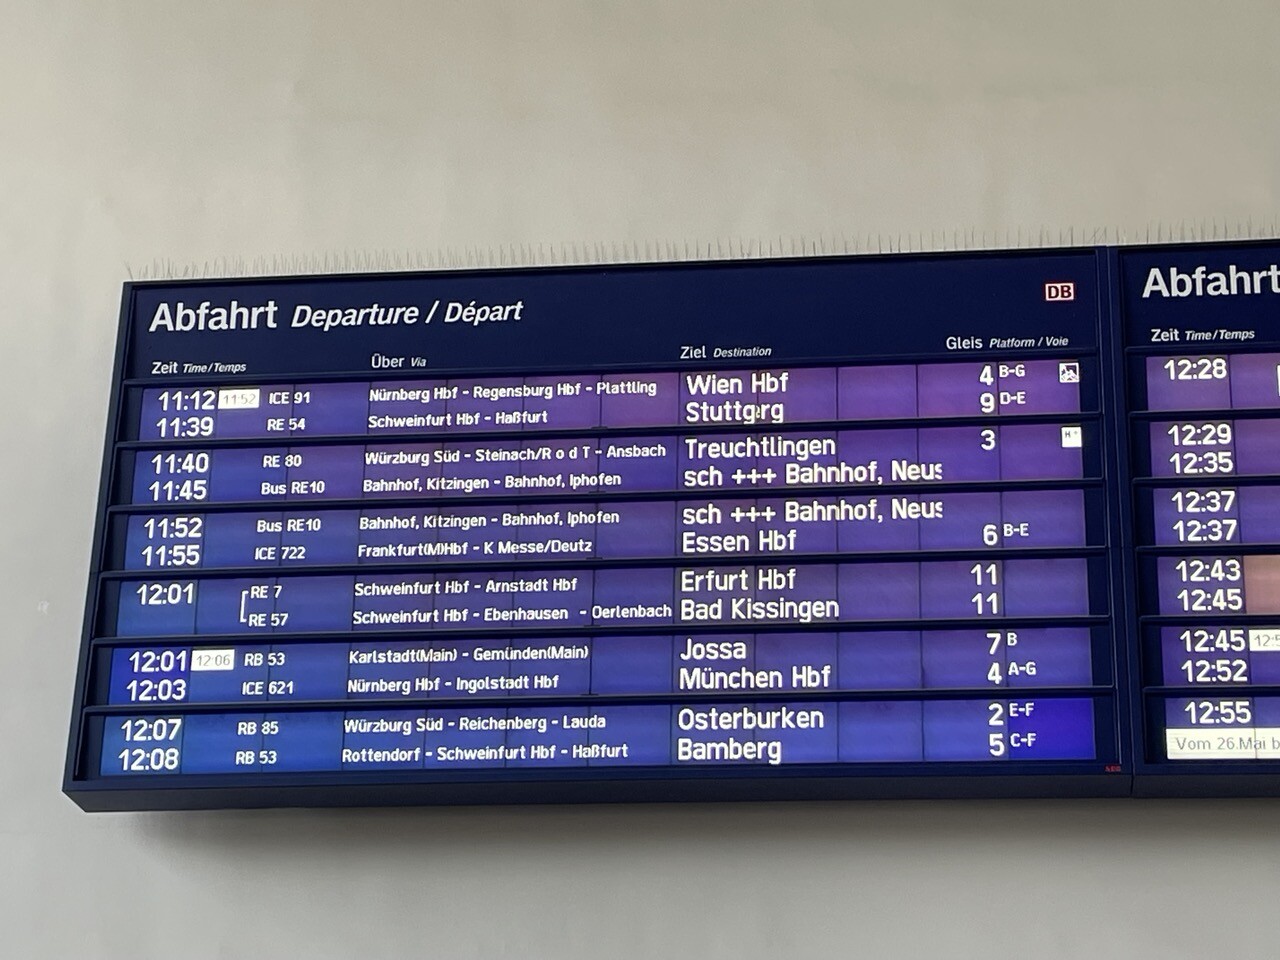 Abfahrt Departure / Départ DB
Zeit Time/Temps Über Via Ziel Destination Gleis Platform / Voie
11:12 11:52 ICE 91 Nürnberg Hbf - Regensburg Hbf - Plattling Wien Hbf 4 B-G
11:39 RE 54 Schweinfurt Hbf - Haßfurt 9 D-E
11:40 RE 80 Würzburg Süd - Steinach/R o d T - Ansbach Treuchtlingen 3
11:45 Bus RE10 Bahnhof, Kitzingen - Bahnhof, Iphofen sch +++ Bahnhof, Neus
11:52 Bus RE10 Bahnhof, Kitzingen - Bahnhof, Iphofen sch +++ Bahnhof, Neus
11:55 ICE 722 Frankfurt(M)Hbf - K Messe/Deutz Essen Hbf 6 B-E
12:01 RE 7 Schweinfurt Hbf - Arnstadt Hbf Erfurt Hbf 11
RE 57 Schweinfurt Hbf - Ebenhausen - Oerlenbach Bad Kissingen 11
12:01 12:06 RB 53 Karlstadt(Main) - Gemünden(Main) Jossa 7 B
12:03 ICE 621 Nürnberg Hbf - Ingolstadt Hbf München Hbf 4 A-G
12:07 RB 85 Würzburg Süd - Reichenberg - Lauda Osterburken 2 E-F
12:08 RB 53 Rottendorf - Schweinfurt Hbf - Haßfurt Bamberg 5 C-F
Abfahrt
Zeit Time/Temps
12:28
12:29
12:35
12:37
12:37
12:43
12:45
12:45
12:52
12:55
Vom 26.Mai b